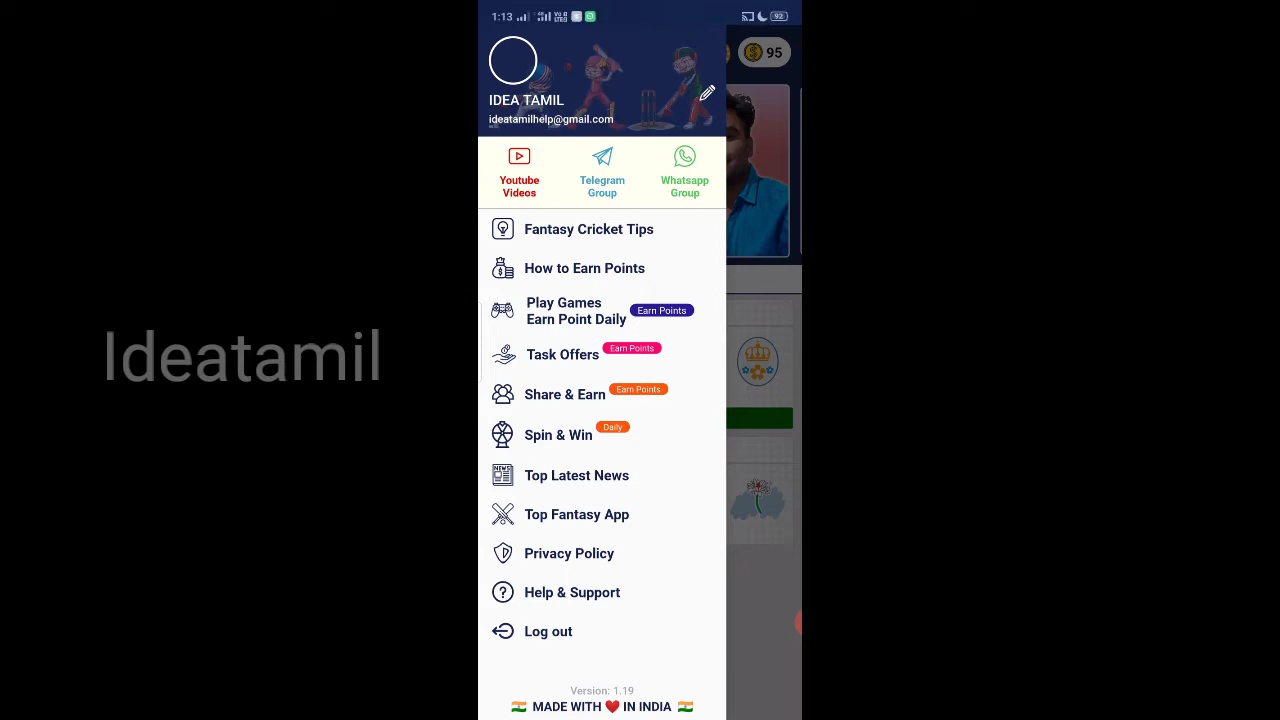 1:13
92
95
IDEA TAMIL
ideatamilhelp@gmail.com
Youtube
Videos
Telegram
Group
Whatsapp
Group
Fantasy Cricket Tips
How to Earn Points
Play Games
Earn Point Daily
Earn Points
Task Offers
Earn Points
Share & Earn
Earn Points
Spin & Win
Daily
NEWS
Top Latest News
Top Fantasy App
Privacy Policy
Help & Support
Log out
Version: 1.19
🇮🇳 MADE WITH ❤️ IN INDIA 🇮🇳
Ideatamil